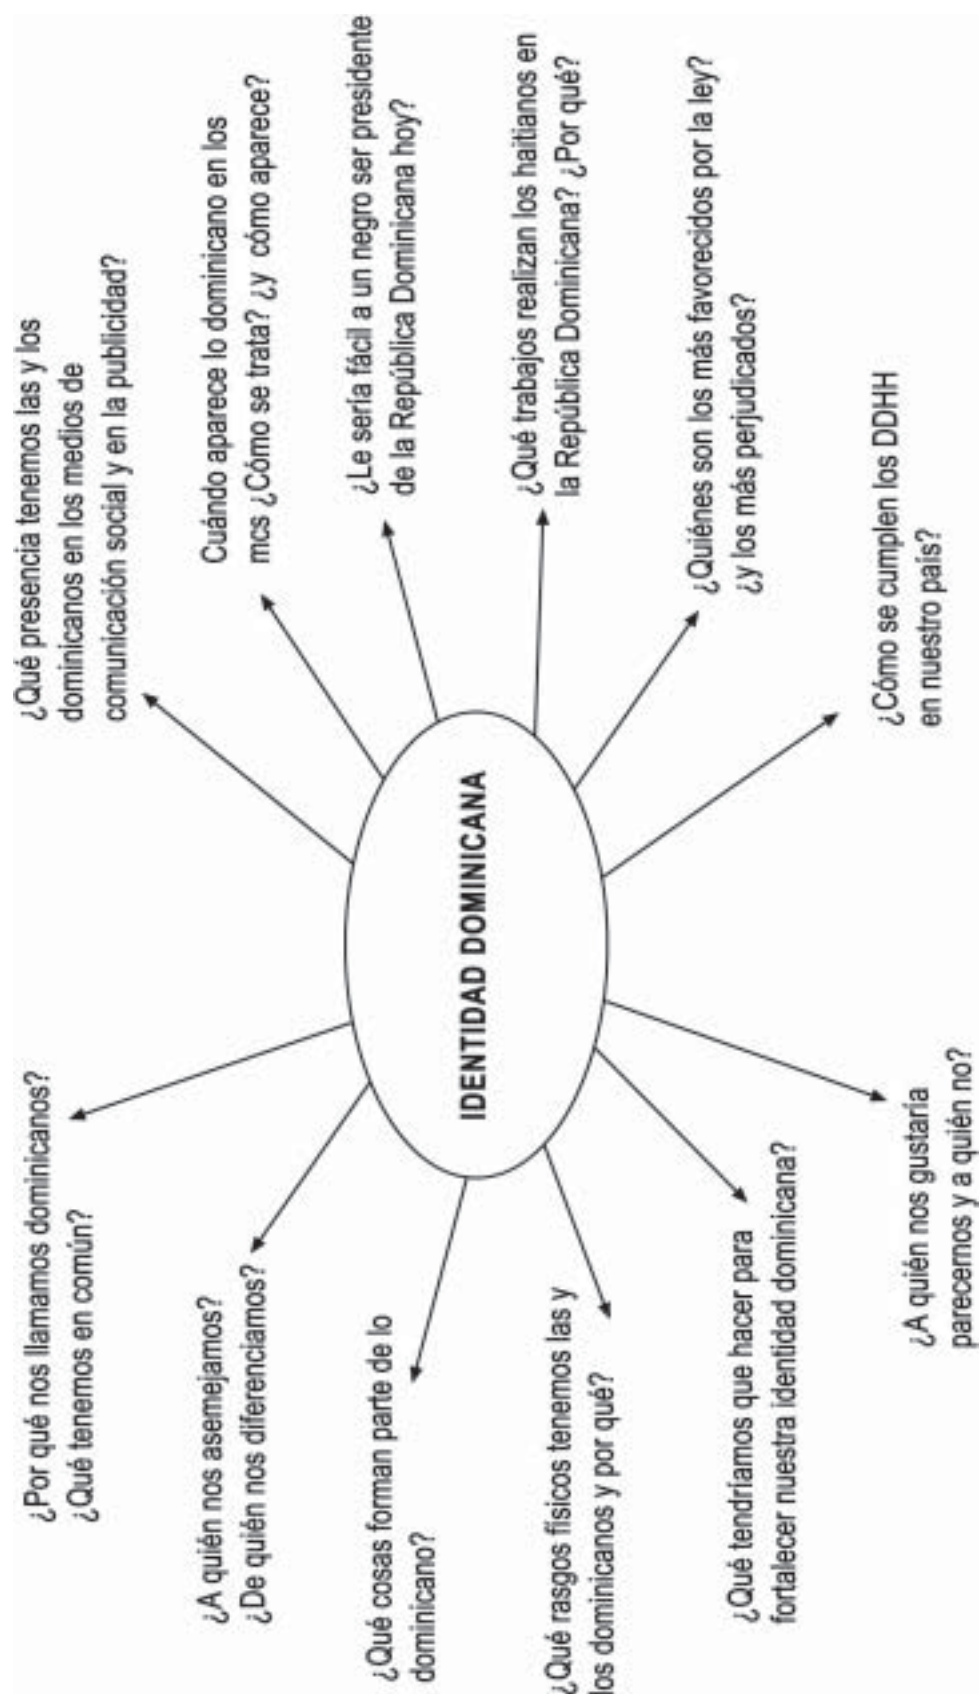 ¿Por qué nos llamamos dominicanos?
¿Qué tenemos en común?
¿A quién nos asemejamos?
¿De quién nos diferenciamos?
¿Qué cosas forman parte de lo
dominicano?
¿Qué rasgos físicos tenemos las y
los dominicanos y por qué?
¿Qué tendríamos que hacer para
fortalecer nuestra identidad dominicana?
¿A quién nos gustaría
parecernos y a quién no?
IDENTIDAD DOMINICANA
¿Qué presencia tenemos las y los
dominicanos en los medios de
comunicación social y en la publicidad?
Cuándo aparece lo dominicano en los
mcs ¿Cómo se trata? ¿y cómo aparece?
¿Le sería fácil a un negro ser presidente
de la República Dominicana hoy?
¿Qué trabajos realizan los haitianos en
la República Dominicana? ¿Por qué?
¿Quiénes son los más favorecidos por la ley?
¿y los más perjudicados?
¿Cómo se cumplen los DDHH
en nuestro país?